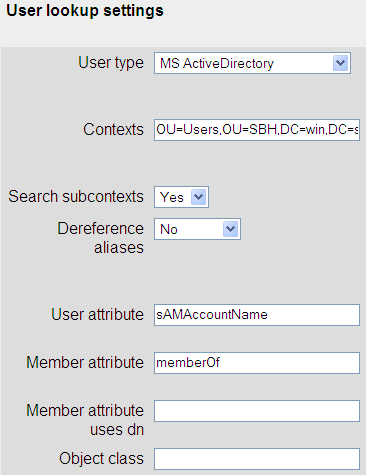 User lookup settings
User type MS ActiveDirectory
Contexts OU=Users,OU=SBH,DC=win,DC=s
Search subcontexts Yes
Dereference No
aliases
User attribute sAMAccountName
Member attribute memberOf
Member attribute
uses dn
Object class